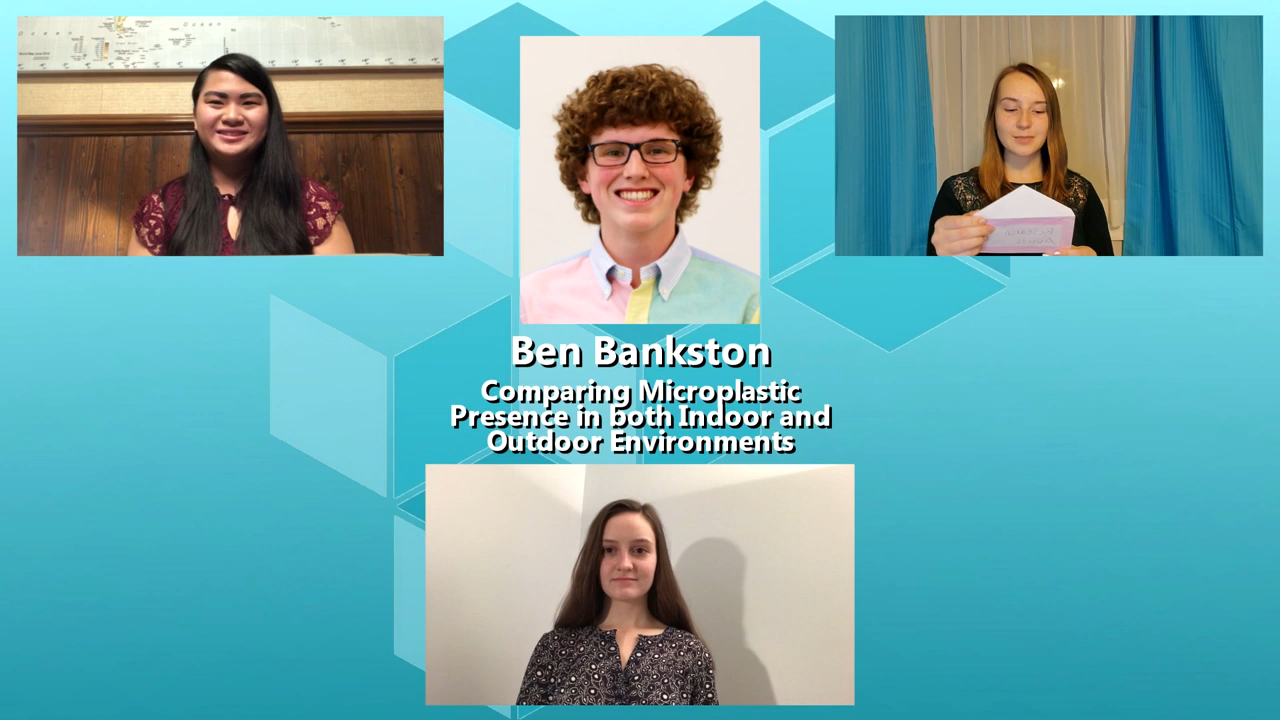 Ben Bankston
Comparing Microplastic
Presence in both Indoor and
Outdoor Environments